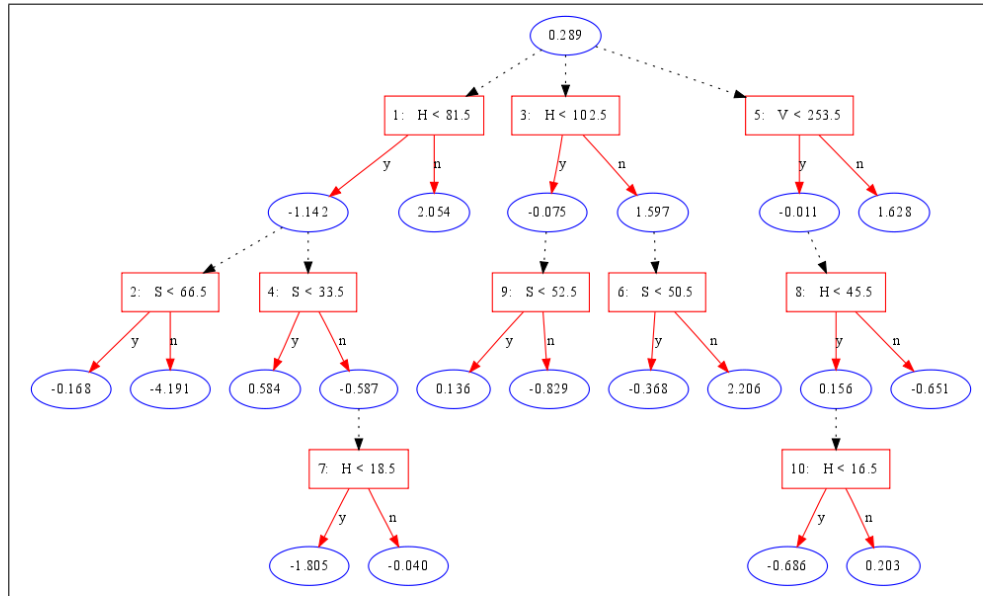 0.289
1: H < 81.5
3: H < 102.5
5: V < 253.5
y n y n y n
-1.142 2.054 -0.075 1.597 -0.011 1.628
2: S < 66.5
4: S < 33.5
9: S < 52.5
6: S < 50.5
8: H < 45.5
y n y n y n y n y n
-0.168 -4.191 0.584 -0.587 0.136 -0.829 -0.368 2.206 0.156 -0.651
7: H < 18.5
10: H < 16.5
y n y n
-1.805 -0.040 -0.686 0.203